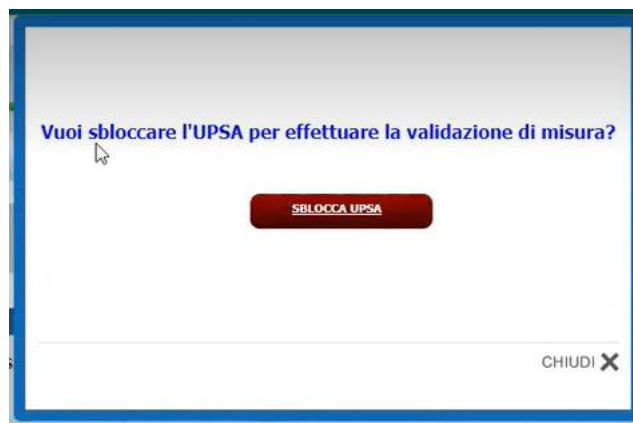 Vuoi sbloccare l'UPSA per effettuare la validazione di misura?
SBLOCCA UPSA
CHIUDI